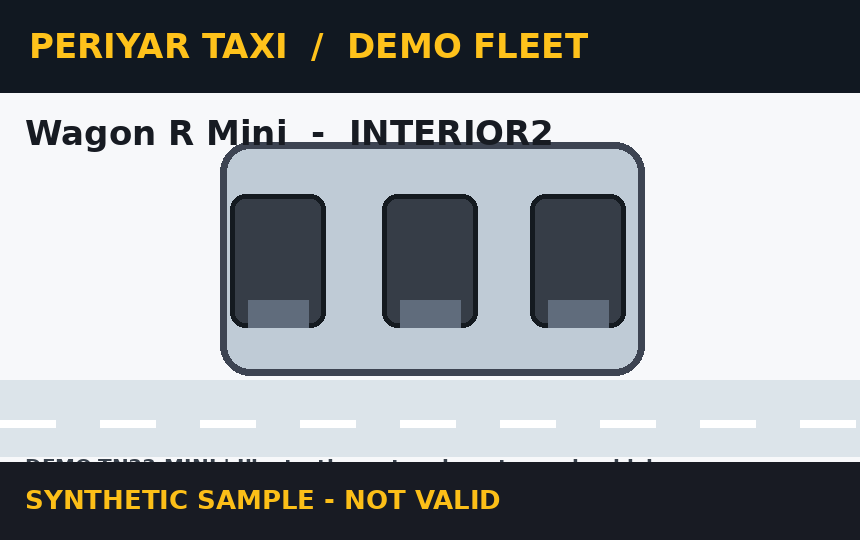 PERIYAR TAXI / DEMO FLEET
Wagon R Mini - INTERIOR2
SYNTHETIC SAMPLE - NOT VALID